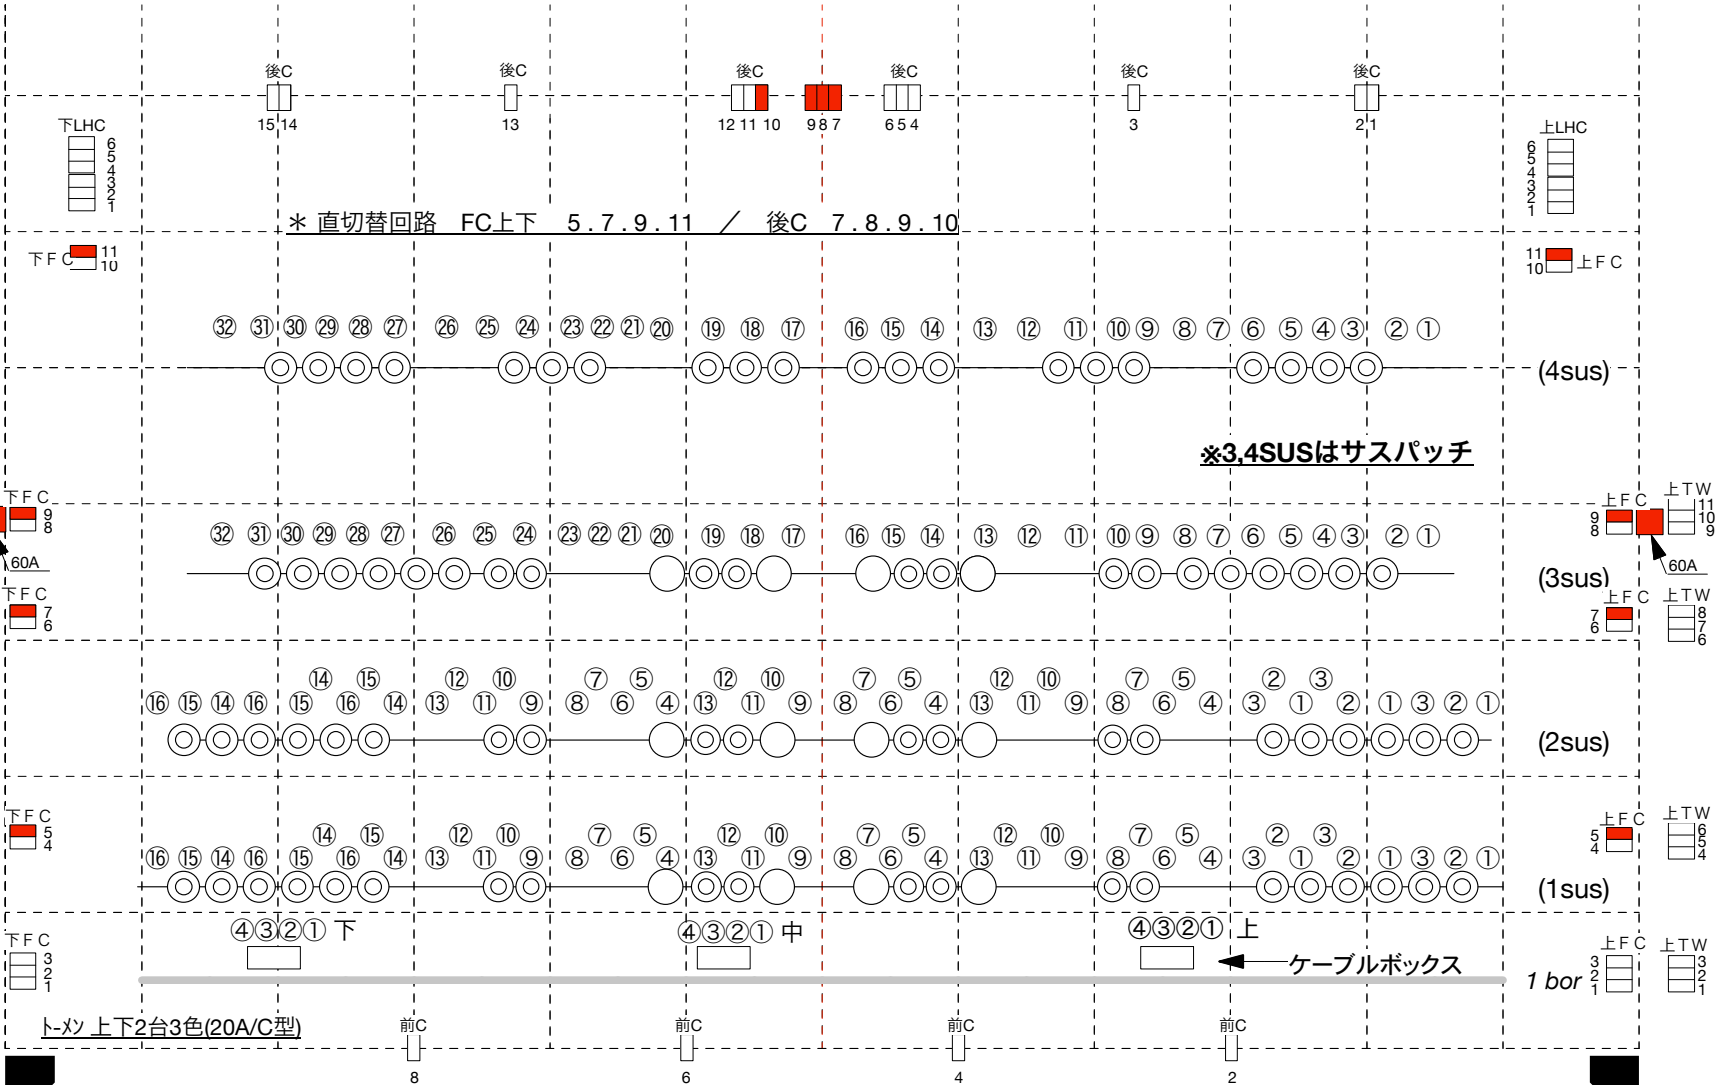 後C 後C 後C 後C 後C 後C
15 14 13 12 11 10 9 8 7 6 5 4 3 2 1
下LHC
6
5
4
3
2
1
上LHC
6
5
4
3
2
1
＊ 直切替回路 FC上下 5 . 7 . 9 . 11 ／ 後C 7 . 8 . 9 . 10
下ＦＣ 11
10
11 上ＦＣ
10
㉜ ㉛ ㉚ ㉙ ㉘ ㉗ ㉖ ㉕ ㉔ ㉓ ㉒ ㉑ ⑳ ⑲ ⑱ ⑰ ⑯ ⑮ ⑭ ⑬ ⑫ ⑪ ⑩ ⑨ ⑧ ⑦ ⑥ ⑤ ④ ③ ② ①
(4sus)
※3,4SUSはサスパッチ
下ＦＣ
9
8
60A
上ＦＣ
9
8
上ＴＷ
11
10
9
60A
㉜ ㉛ ㉚ ㉙ ㉘ ㉗ ㉖ ㉕ ㉔ ㉓ ㉒ ㉑ ⑳ ⑲ ⑱ ⑰ ⑯ ⑮ ⑭ ⑬ ⑫ ⑪ ⑩ ⑨ ⑧ ⑦ ⑥ ⑤ ④ ③ ② ①
(3sus)
下ＦＣ
7
6
上ＦＣ
7
6
上ＴＷ
8
7
6
⑭ ⑮ ⑫ ⑩ ⑦ ⑤ ⑫ ⑩ ⑦ ⑤ ⑫ ⑩ ⑦ ⑤ ② ③
⑯ ⑮ ⑭ ⑯ ⑮ ⑯ ⑭ ⑬ ⑪ ⑨ ⑧ ⑥ ④ ⑬ ⑪ ⑨ ⑧ ⑥ ④ ⑬ ⑪ ⑨ ⑧ ⑥ ④ ③ ① ② ① ③ ② ①
(2sus)
下ＦＣ
5
4
上ＦＣ
5
4
上ＴＷ
6
5
4
⑭ ⑮ ⑫ ⑩ ⑦ ⑤ ⑫ ⑩ ⑦ ⑤ ⑫ ⑩ ⑦ ⑤ ② ③
⑯ ⑮ ⑭ ⑯ ⑮ ⑯ ⑭ ⑬ ⑪ ⑨ ⑧ ⑥ ④ ⑬ ⑪ ⑨ ⑧ ⑥ ④ ⑬ ⑪ ⑨ ⑧ ⑥ ④ ③ ① ② ① ③ ② ①
(1sus)
④③②① 下 ④③②① 中 ④③②① 上
ケーブルボックス
下ＦＣ
3
2
1
1 bor
上ＦＣ
3
2
1
上ＴＷ
3
2
1
ﾄｰﾒﾝ 上下2台3色(20A/C型)
前C 前C 前C 前C
8 6 4 2